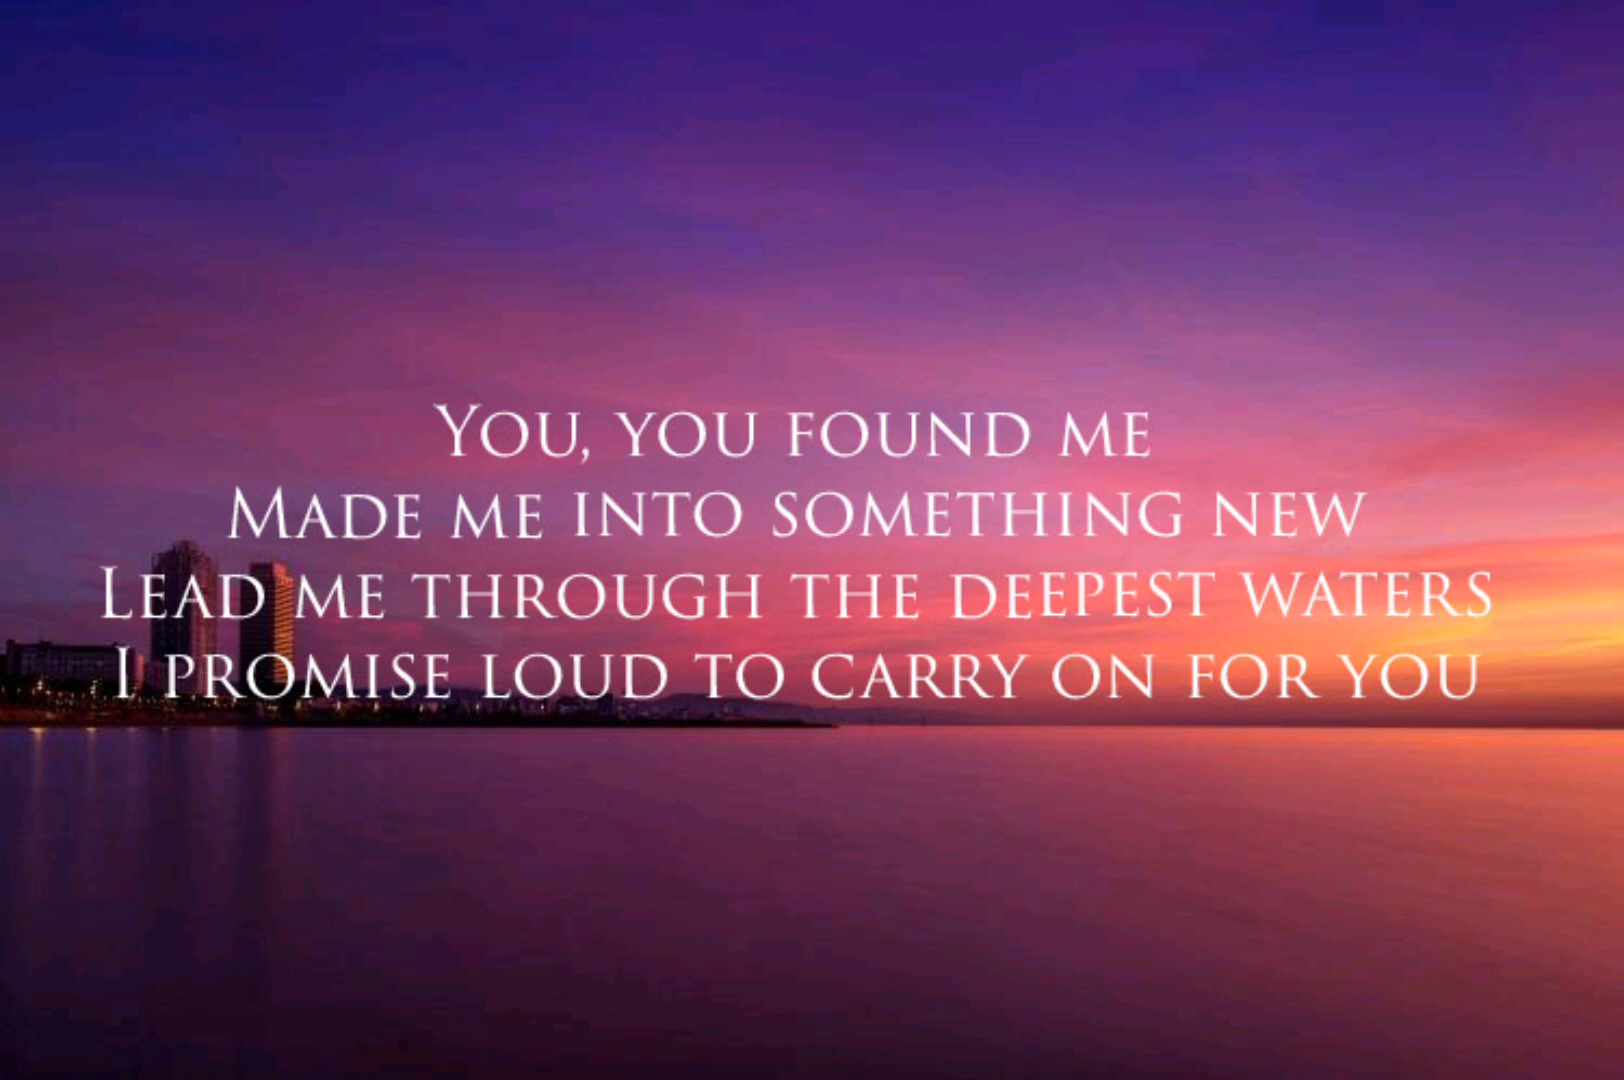 You, you found me
Made me into something new
Lead me through the deepest waters
I promise loud to carry on for you